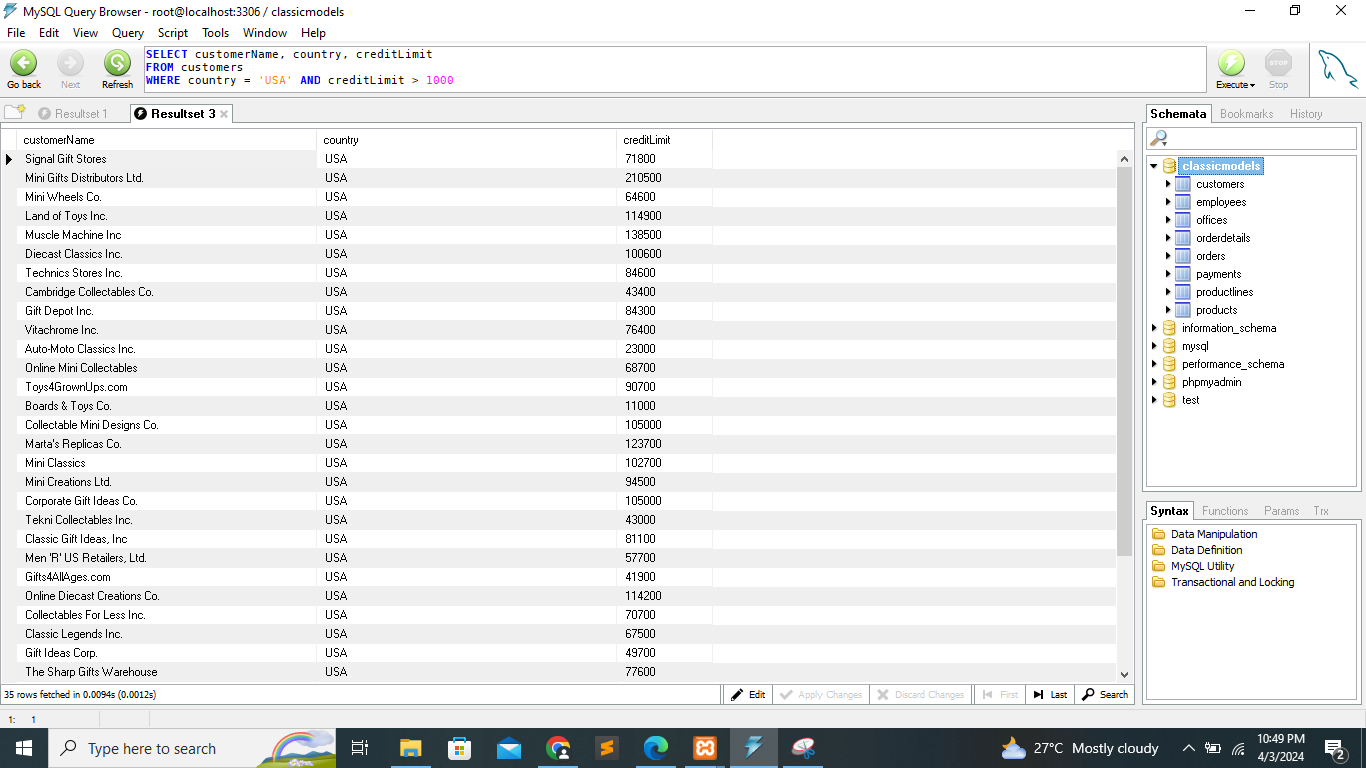 MySQL Query Browser - root@localhost:3306 / classicmodels
File Edit View Query Script Tools Window Help
Go back Next Refresh
SELECT customerName, country, creditLimit
FROM customers
WHERE country = 'USA' AND creditLimit > 1000
Execute STOP Stop
Resultset 1 Resultset 3
customerName country creditLimit
Signal Gift Stores USA 71800
Mini Gifts Distributors Ltd. USA 210500
Mini Wheels Co. USA 64600
Land of Toys Inc. USA 114900
Muscle Machine Inc USA 138500
Diecast Classics Inc. USA 100600
Technics Stores Inc. USA 84600
Cambridge Collectables Co. USA 43400
Gift Depot Inc. USA 84300
Vitachrome Inc. USA 76400
Auto-Moto Classics Inc. USA 23000
Online Mini Collectables USA 68700
Toys4GrownUps.com USA 90700
Boards & Toys Co. USA 11000
Collectable Mini Designs Co. USA 105000
Marta's Replicas Co. USA 123700
Mini Classics USA 102700
Mini Creations Ltd. USA 94500
Corporate Gift Ideas Co. USA 105000
Tekni Collectables Inc. USA 43000
Classic Gift Ideas, Inc USA 81100
Men 'R' US Retailers, Ltd. USA 57700
Gifts4AllAges.com USA 41900
Online Diecast Creations Co. USA 114200
Collectables For Less Inc. USA 70700
Classic Legends Inc. USA 67500
Gift Ideas Corp. USA 49700
The Sharp Gifts Warehouse USA 77600
35 rows fetched in 0.0094s (0.0012s)
Edit Apply Changes Discard Changes First Last Search
1: 1
Schemata Bookmarks History
classicmodels
customers
employees
offices
orderdetails
orders
payments
productlines
products
information_schema
mysql
performance_schema
phpmyadmin
test
Syntax Functions Params Trx
Data Manipulation
Data Definition
MySQL Utility
Transactional and Locking
Type here to search
27°C Mostly cloudy
10:49 PM
4/3/2024
2